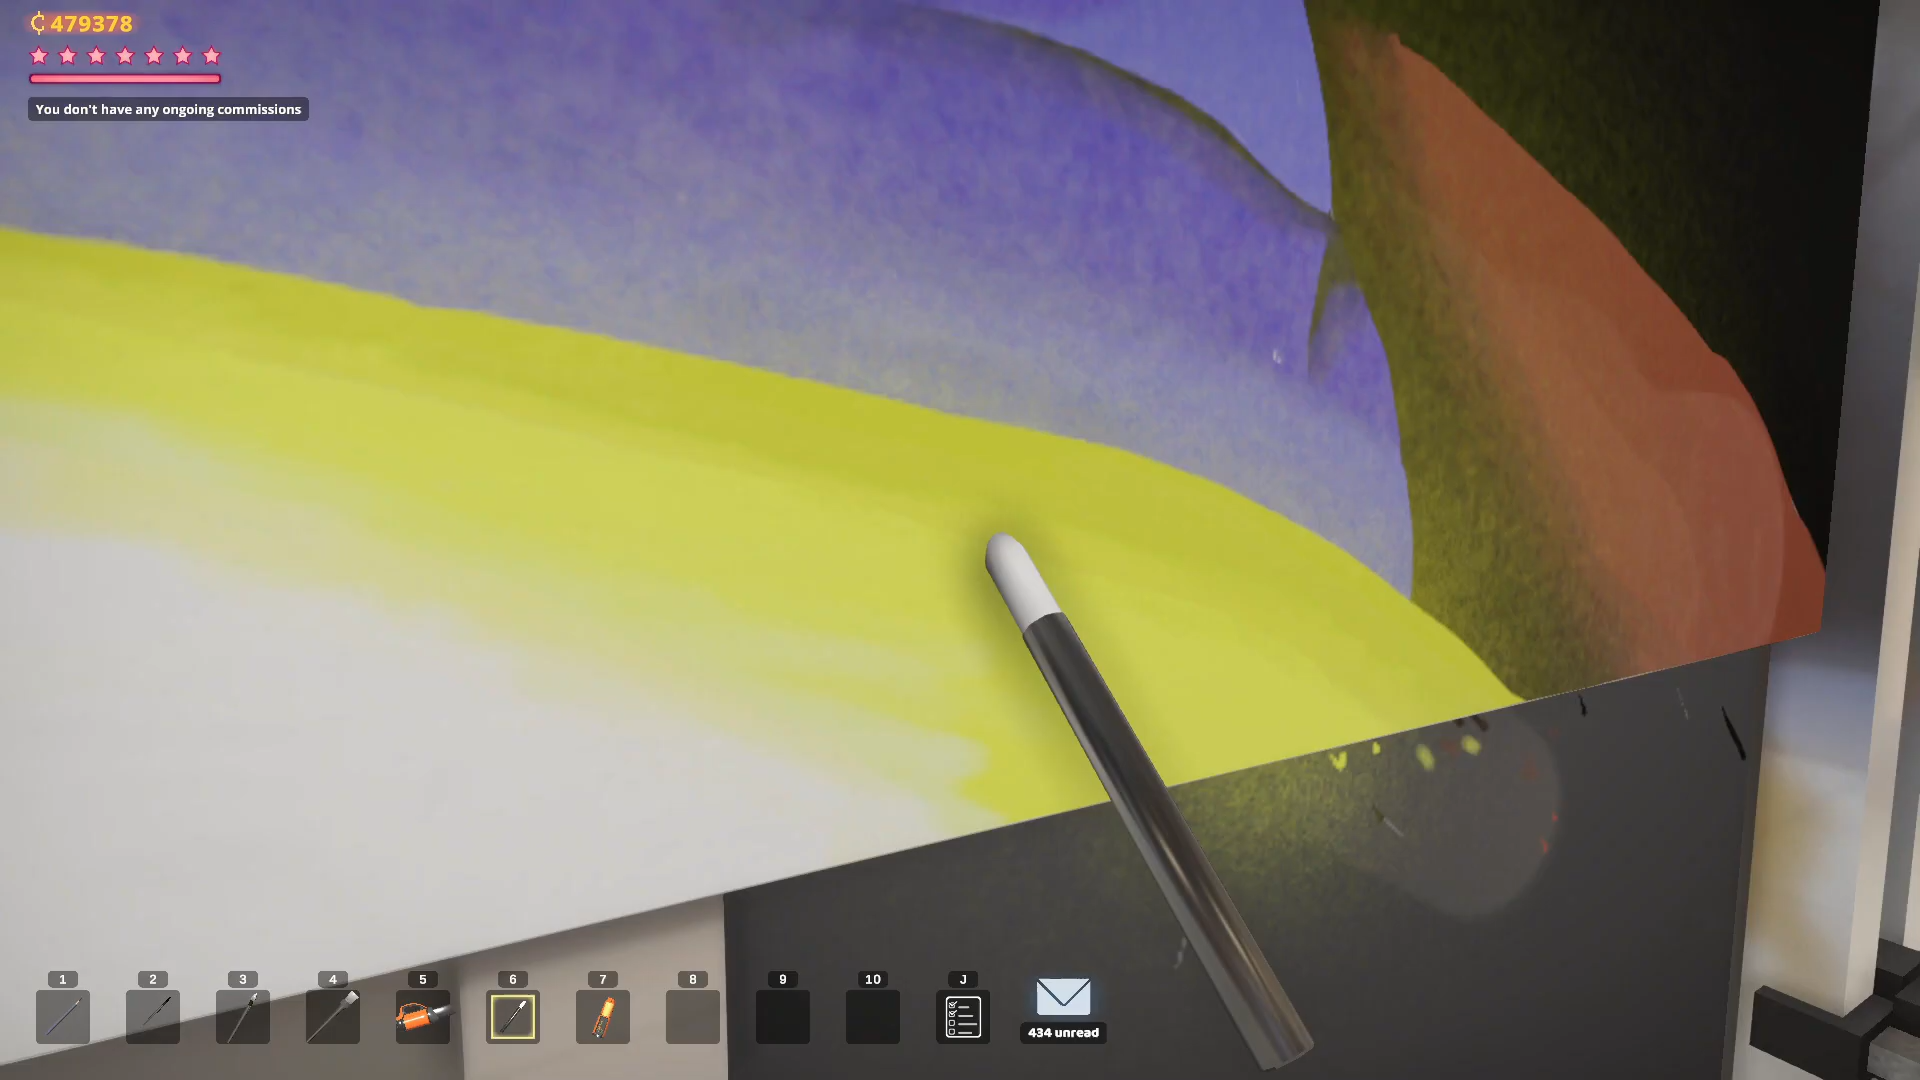 ₵ 479378
You don't have any ongoing commissions
1 2 3 4 5 6 7 8 9 10 J
434 unread